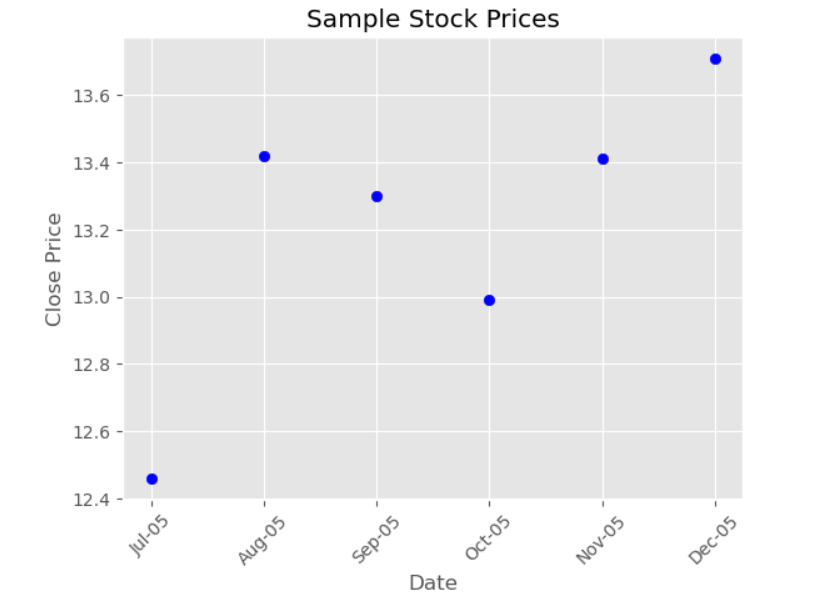 Sample Stock Prices
Close Price
13.6
13.4
13.2
13.0
12.8
12.6
12.4
Jul-05
Aug-05
Sep-05
Oct-05
Nov-05
Dec-05
Date